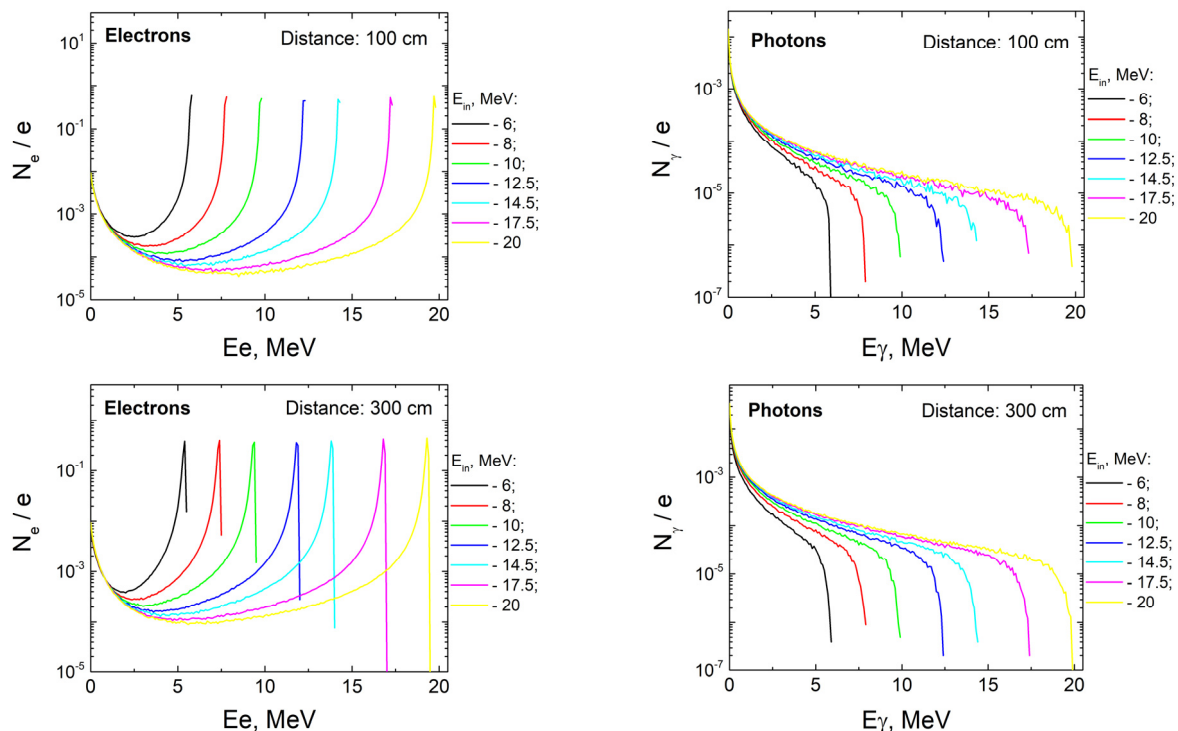 Electrons
Distance: 100 cm
N_e / e
10^1
10^-1
10^-3
10^-5
0 5 10 15 20
Ee, MeV
E_in, MeV:
- 6;
- 8;
- 10;
- 12.5;
- 14.5;
- 17.5;
- 20
Photons
Distance: 100 cm
N_γ / e
10^-3
10^-5
10^-7
0 5 10 15 20
Eγ, MeV
E_in, MeV:
- 6;
- 8;
- 10;
- 12.5;
- 14.5;
- 17.5;
- 20
Electrons
Distance: 300 cm
N_e / e
10^-1
10^-3
10^-5
0 5 10 15 20
Ee, MeV
E_in, MeV:
- 6;
- 8;
- 10;
- 12.5;
- 14.5;
- 17.5;
- 20
Photons
Distance: 300 cm
N_γ / e
10^-3
10^-5
10^-7
0 5 10 15 20
Eγ, MeV
E_in, MeV:
- 6;
- 8;
- 10;
- 12.5;
- 14.5;
- 17.5;
- 20